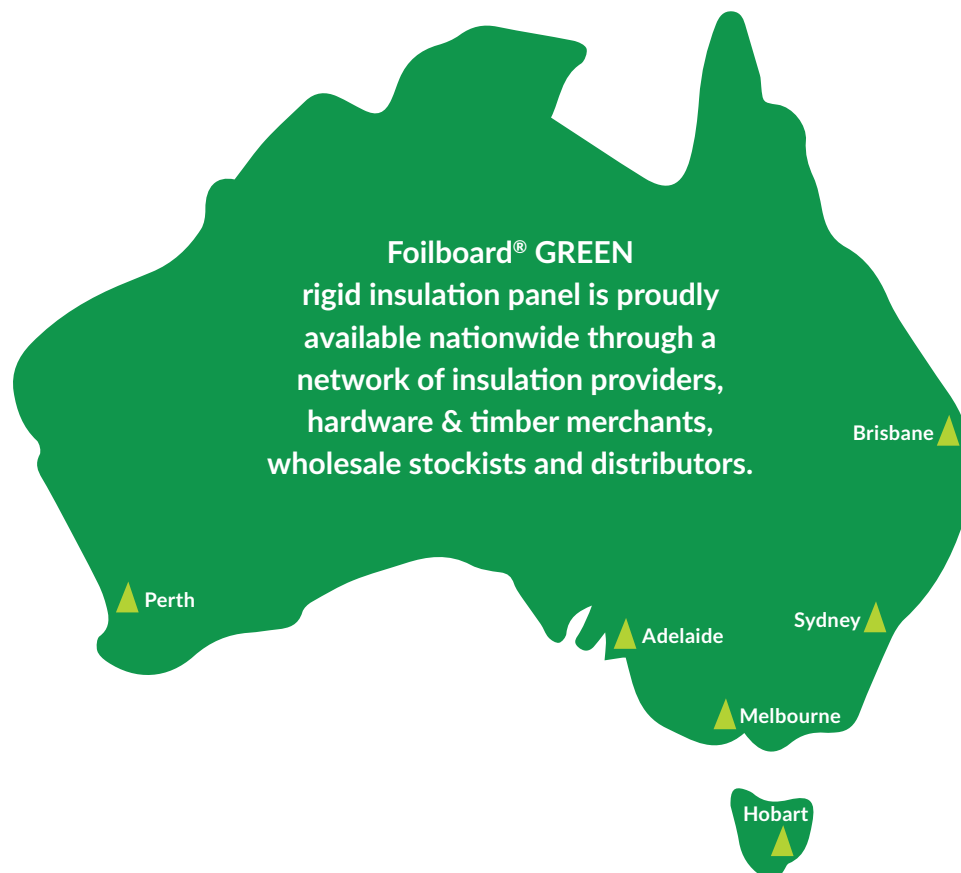 Foilboard® GREEN
rigid insulation panel is proudly
available nationwide through a
network of insulation providers,
hardware & timber merchants,
wholesale stockists and distributors.
Brisbane
Perth
Sydney
Adelaide
Melbourne
Hobart